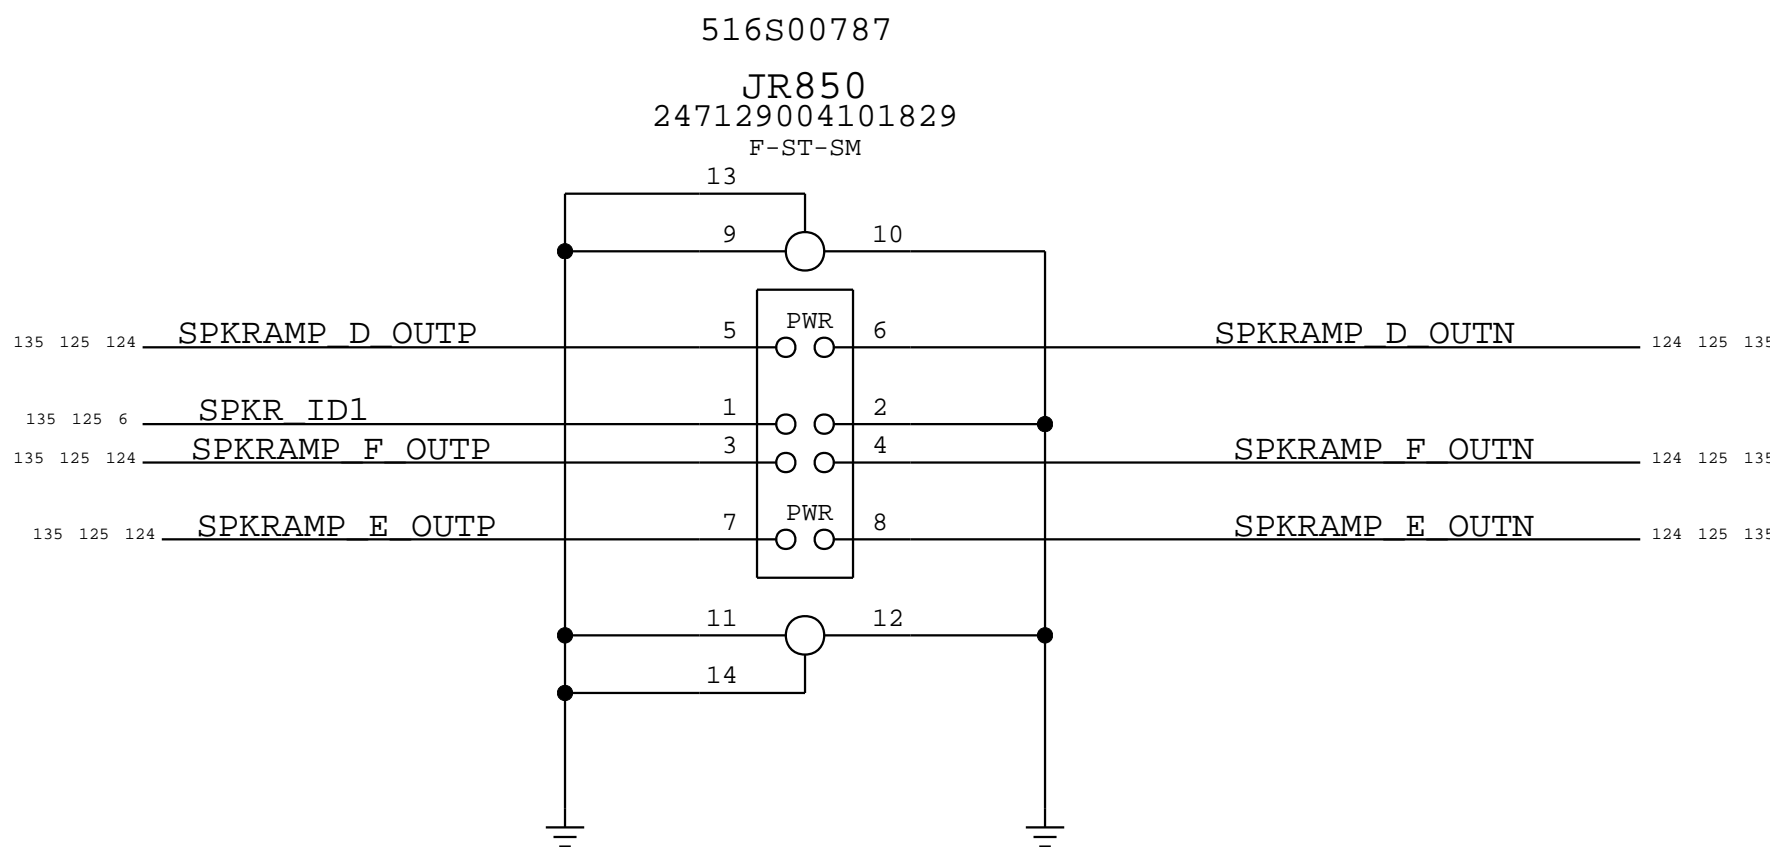 516S00787
JR850
247129004101829
F-ST-SM
13
9 10
PWR
135 125 124 SPKRAMP_D_OUTP 5 6 SPKRAMP_D_OUTN 124 125 135
135 125 6 SPKR_ID1 1 2
135 125 124 SPKRAMP_F_OUTP 3 4 SPKRAMP_F_OUTN 124 125 135
PWR
135 125 124 SPKRAMP_E_OUTP 7 8 SPKRAMP_E_OUTN 124 125 135
11 12
14